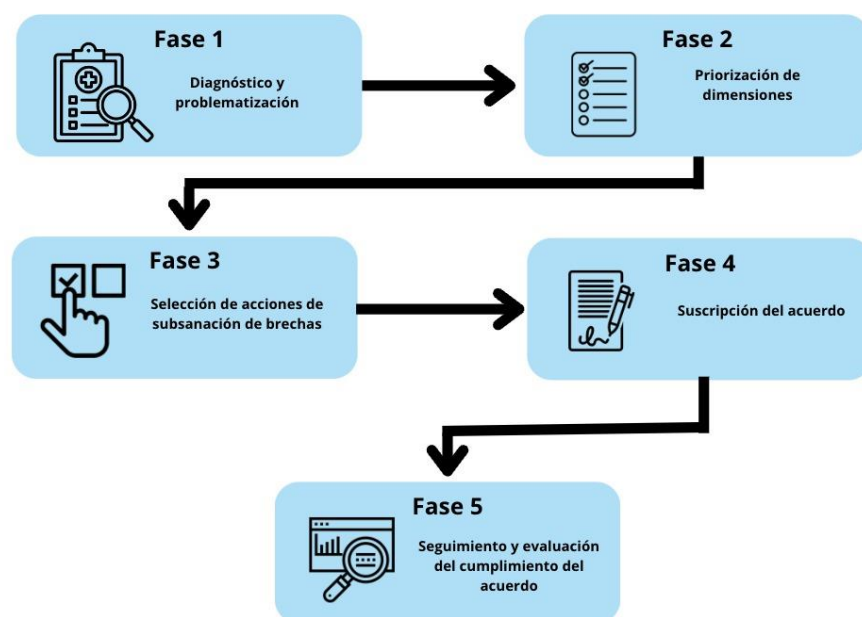 Fase 1
Diagnóstico y
problematización
Fase 2
Priorización de
dimensiones
Fase 3
Selección de acciones de
subsanación de brechas
Fase 4
Suscripción del acuerdo
Fase 5
Seguimiento y evaluación
del cumplimiento del
acuerdo